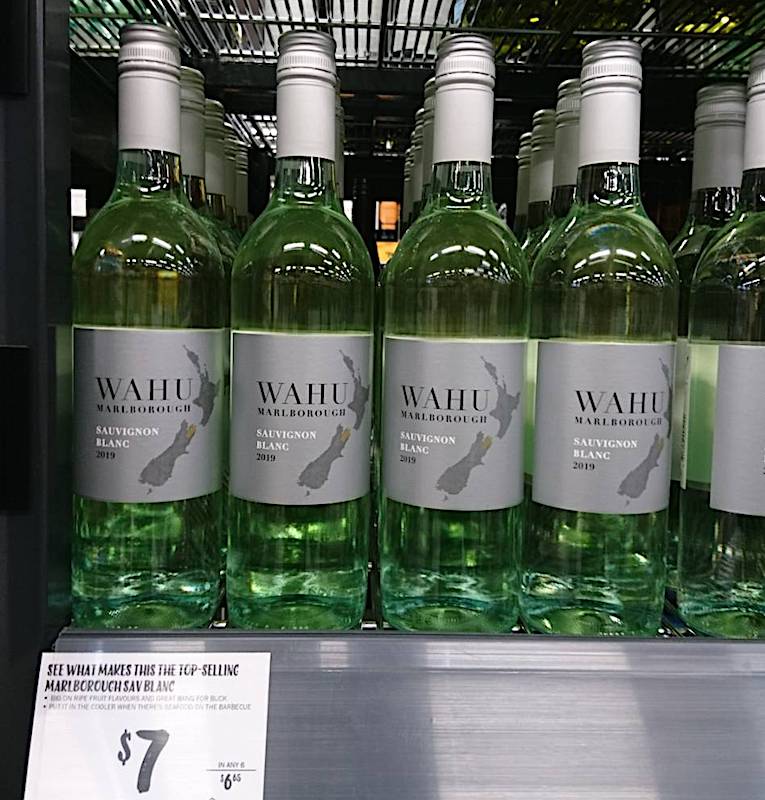 WAHU
MARLBOROUGH
SAUVIGNON
BLANC
2019
WAHU
MARLBOROUGH
SAUVIGNON
BLANC
2019
WAHU
MARLBOROUGH
SAUVIGNON
BLANC
2019
WAHU
MARLBOROUGH
SAUVIGNON
BLANC
2019
SEE WHAT MAKES THIS THE TOP-SELLING
MARLBOROUGH SAV BLANC
• BIG ON RIPE FRUIT FLAVOURS AND GREAT BANG FOR BUCK
• PUT IT IN THE COOLER WHEN THERE'S SEAFOOD ON THE BARBECUE
$7
IN ANY 6
$6.65